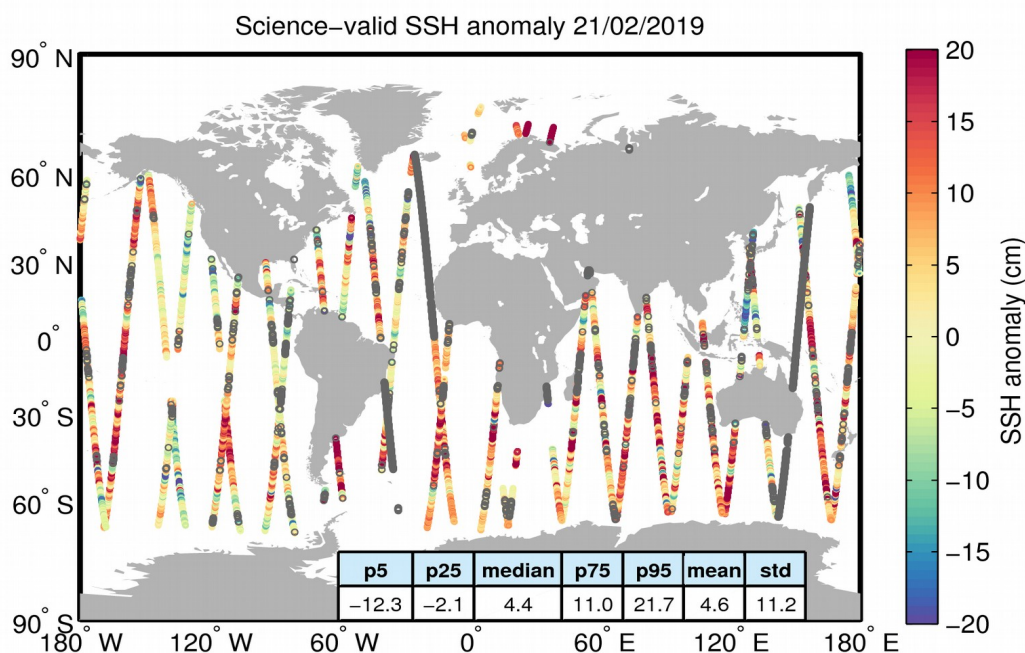 Science−valid SSH anomaly 21/02/2019
90° N
60° N
30° N
0°
30° S
60° S
90° S
180° W
120° W
60° W
0°
60° E
120° E
180° E
p5 p25 median p75 p95 mean std
−12.3 −2.1 4.4 11.0 21.7 4.6 11.2
20
15
10
5
0
−5
−10
−15
−20
SSH anomaly (cm)